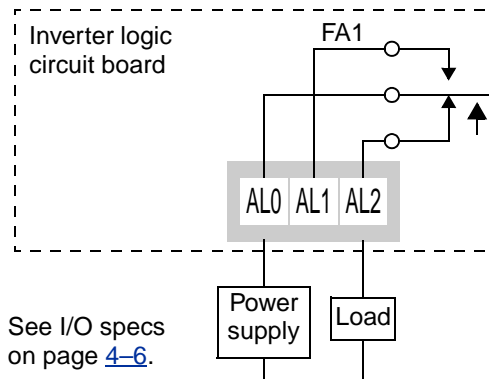 Inverter logic
circuit board
FA1
AL0 AL1 AL2
Power
supply
Load
See I/O specs
on page 4–6.